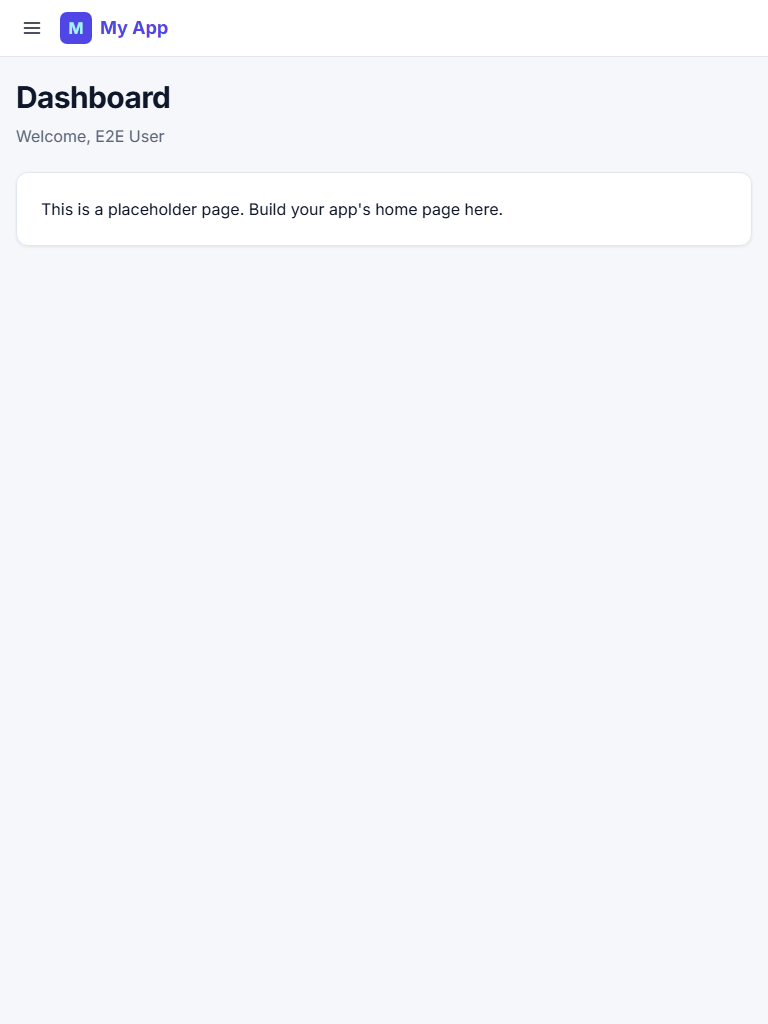 M My App
Dashboard
Welcome, E2E User
This is a placeholder page. Build your app's home page here.